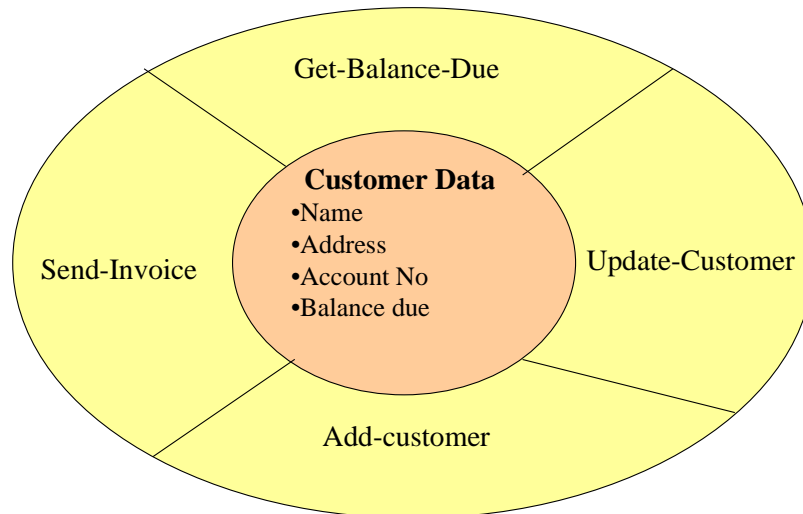 Get-Balance-Due
Customer Data
•Name
•Address
•Account No
•Balance due
Send-Invoice
Update-Customer
Add-customer